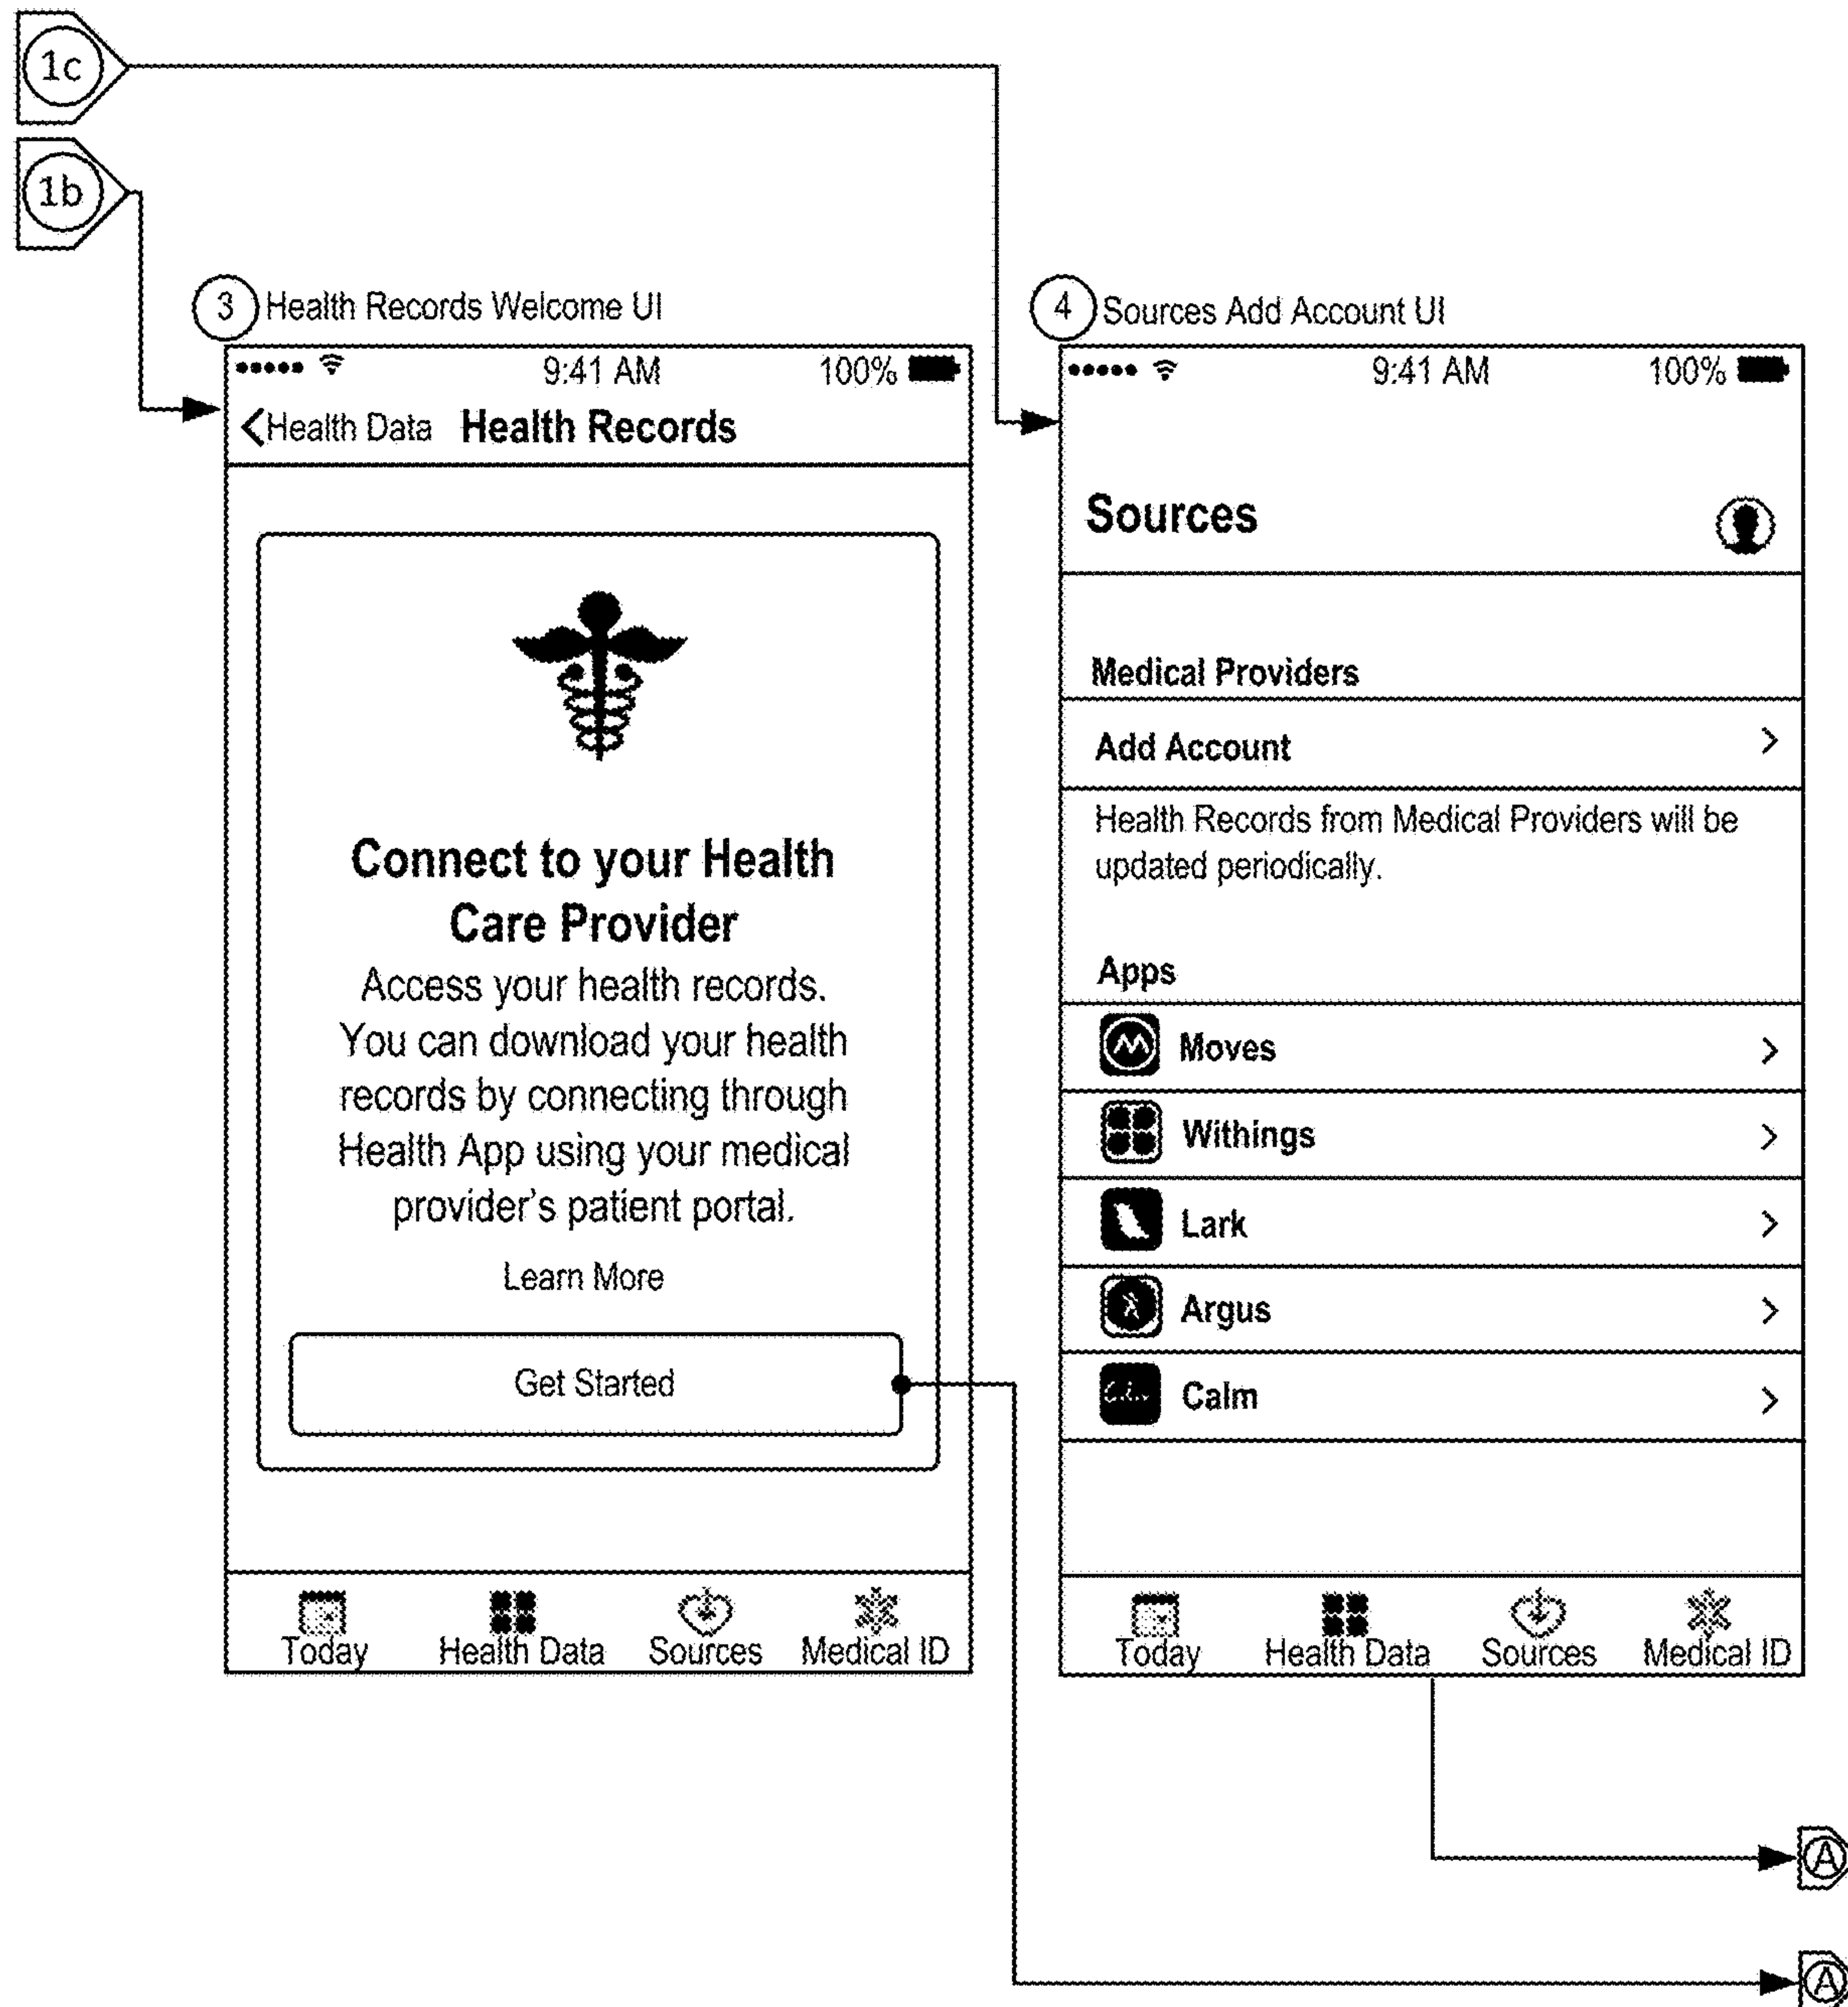 1c
1b
3 Health Records Welcome UI
9:41 AM 100%
Health Data Health Records
Connect to your Health
Care Provider
Access your health records.
You can download your health
records by connecting through
Health App using your medical
provider's patient portal.
Learn More
Get Started
Today Health Data Sources Medical ID
4 Sources Add Account UI
9:41 AM 100%
Sources
Medical Providers
Add Account
Health Records from Medical Providers will be
updated periodically.
Apps
Moves
Withings
Lark
Argus
Calm
Today Health Data Sources Medical ID
A
A